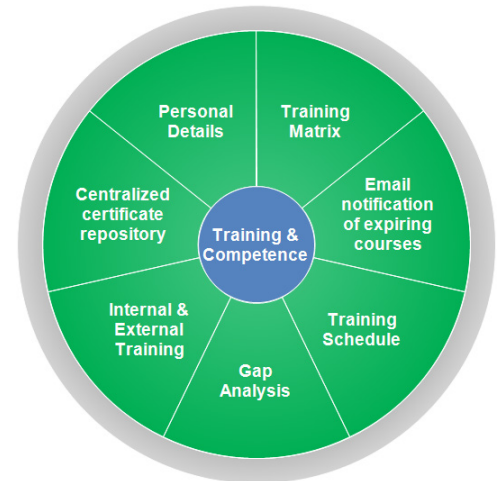 Personal
Details
Training
Matrix
Centralized
certificate
repository
Email
notification
of expiring
courses
Training &
Competence
Internal &
External
Training
Training
Schedule
Gap
Analysis